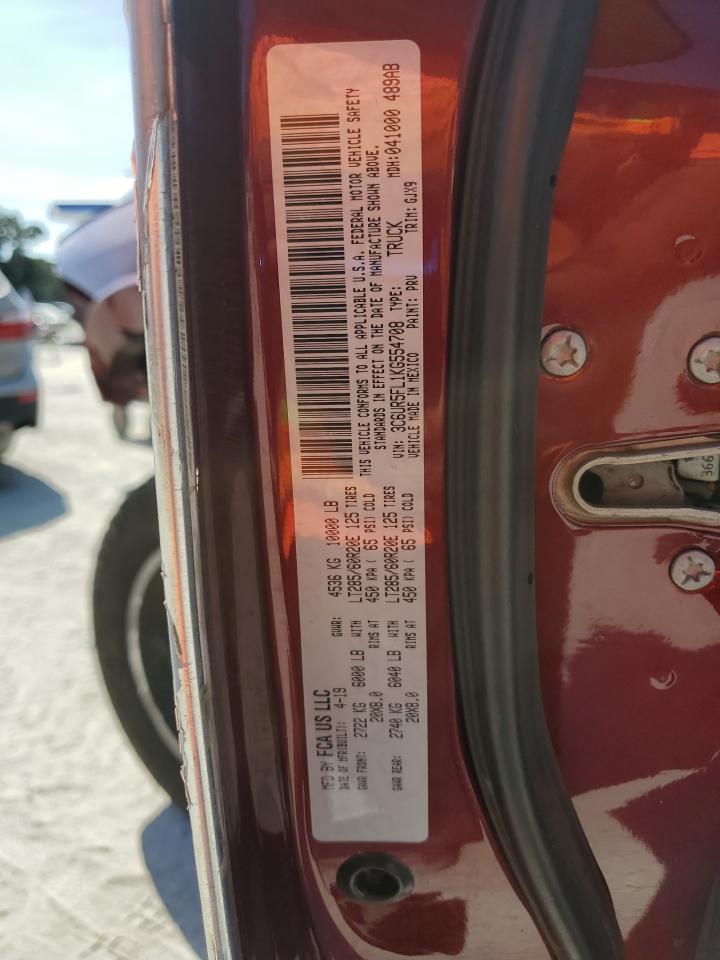 MFD BY FCA US LLC
DATE OF MFR(BUILT): 4-19 GVWR: 4536 KG 10000 LB
GAWR FRONT: 2722 KG 6000 LB WITH LT285/60R20E 125 TIRES
20X8.0 RIMS AT 450 KPA ( 65 PSI) COLD
GAWR REAR: 2740 KG 6040 LB WITH LT285/60R20E 125 TIRES
20X8.0 RIMS AT 450 KPA ( 65 PSI) COLD
THIS VEHICLE CONFORMS TO ALL APPLICABLE U.S.A. FEDERAL MOTOR VEHICLE SAFETY
STANDARDS IN EFFECT ON THE DATE OF MANUFACTURE SHOWN ABOVE.
VIN: 3C6UR5FL1KG554708 TYPE: TRUCK MDH:041000 489AB
VEHICLE MADE IN MEXICO PAINT: PRV TRIM: GJX9
366